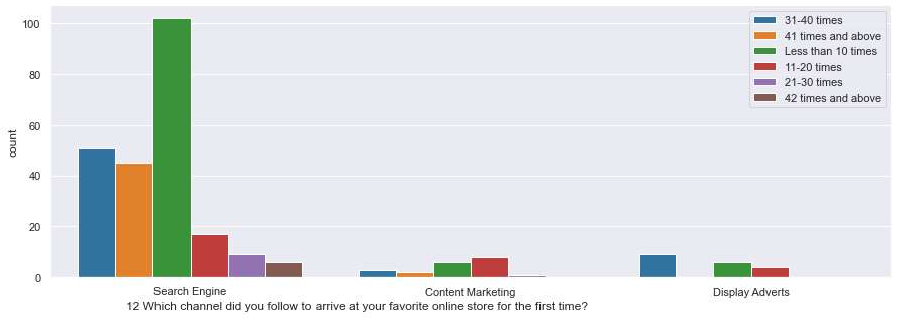 100
80
60
40
20
0
count
31-40 times
41 times and above
Less than 10 times
11-20 times
21-30 times
42 times and above
Search Engine
Content Marketing
Display Adverts
12 Which channel did you follow to arrive at your favorite online store for the first time?